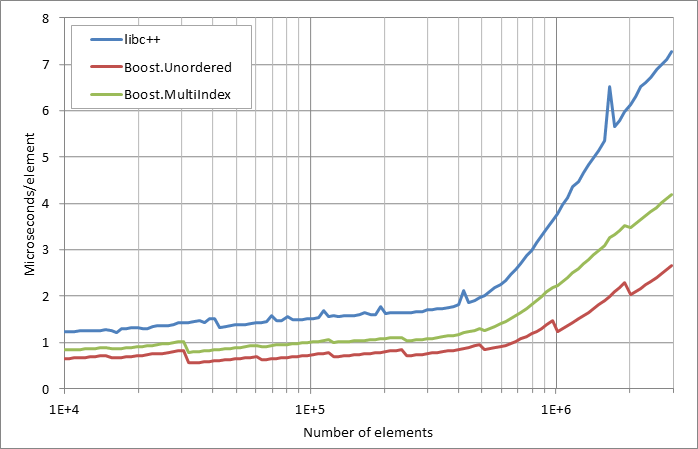 8
7
6
5
4
3
2
1
0
Microseconds/element
libc++
Boost.Unordered
Boost.MultiIndex
1E+4
1E+5
1E+6
Number of elements